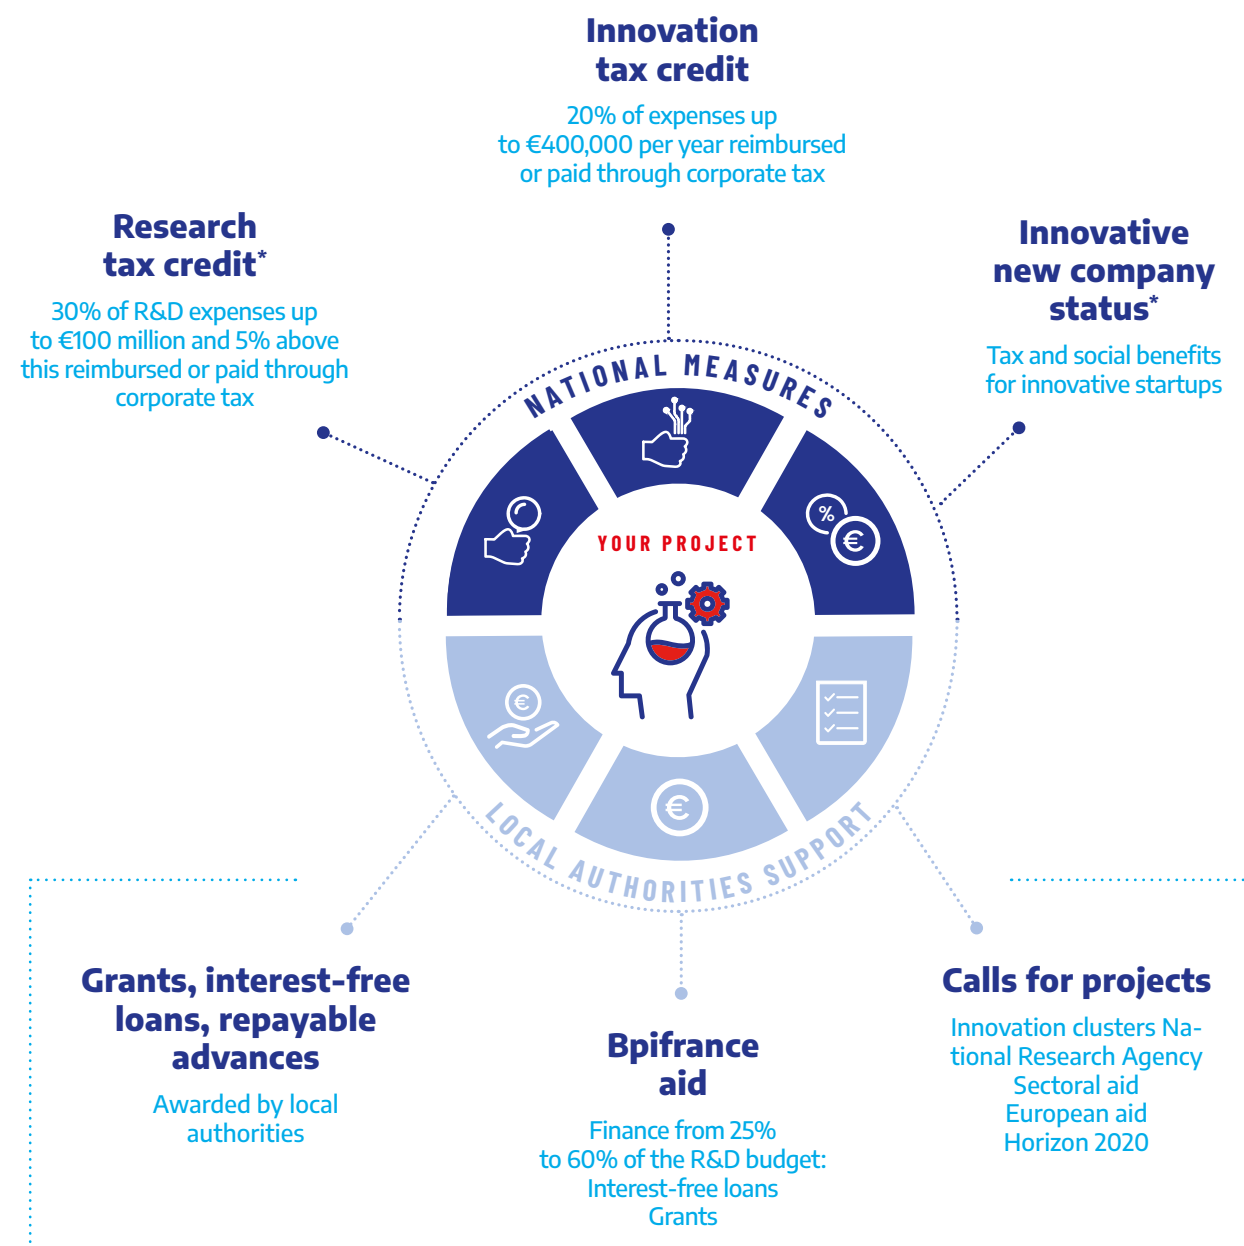 Innovation
tax credit
20% of expenses up
to €400,000 per year reimbursed
or paid through corporate tax
Research
tax credit*
30% of R&D expenses up
to €100 million and 5% above
this reimbursed or paid through
corporate tax
Innovative
new company
status*
Tax and social benefits
for innovative startups
NATIONAL MEASURES
%
€
YOUR PROJECT
€
€
LOCAL AUTHORITIES SUPPORT
Grants, interest-free
loans, repayable
advances
Awarded by local
authorities
Bpifrance
aid
Finance from 25%
to 60% of the R&D budget:
Interest-free loans
Grants
Calls for projects
Innovation clusters Na-
tional Research Agency
Sectoral aid
European aid
Horizon 2020